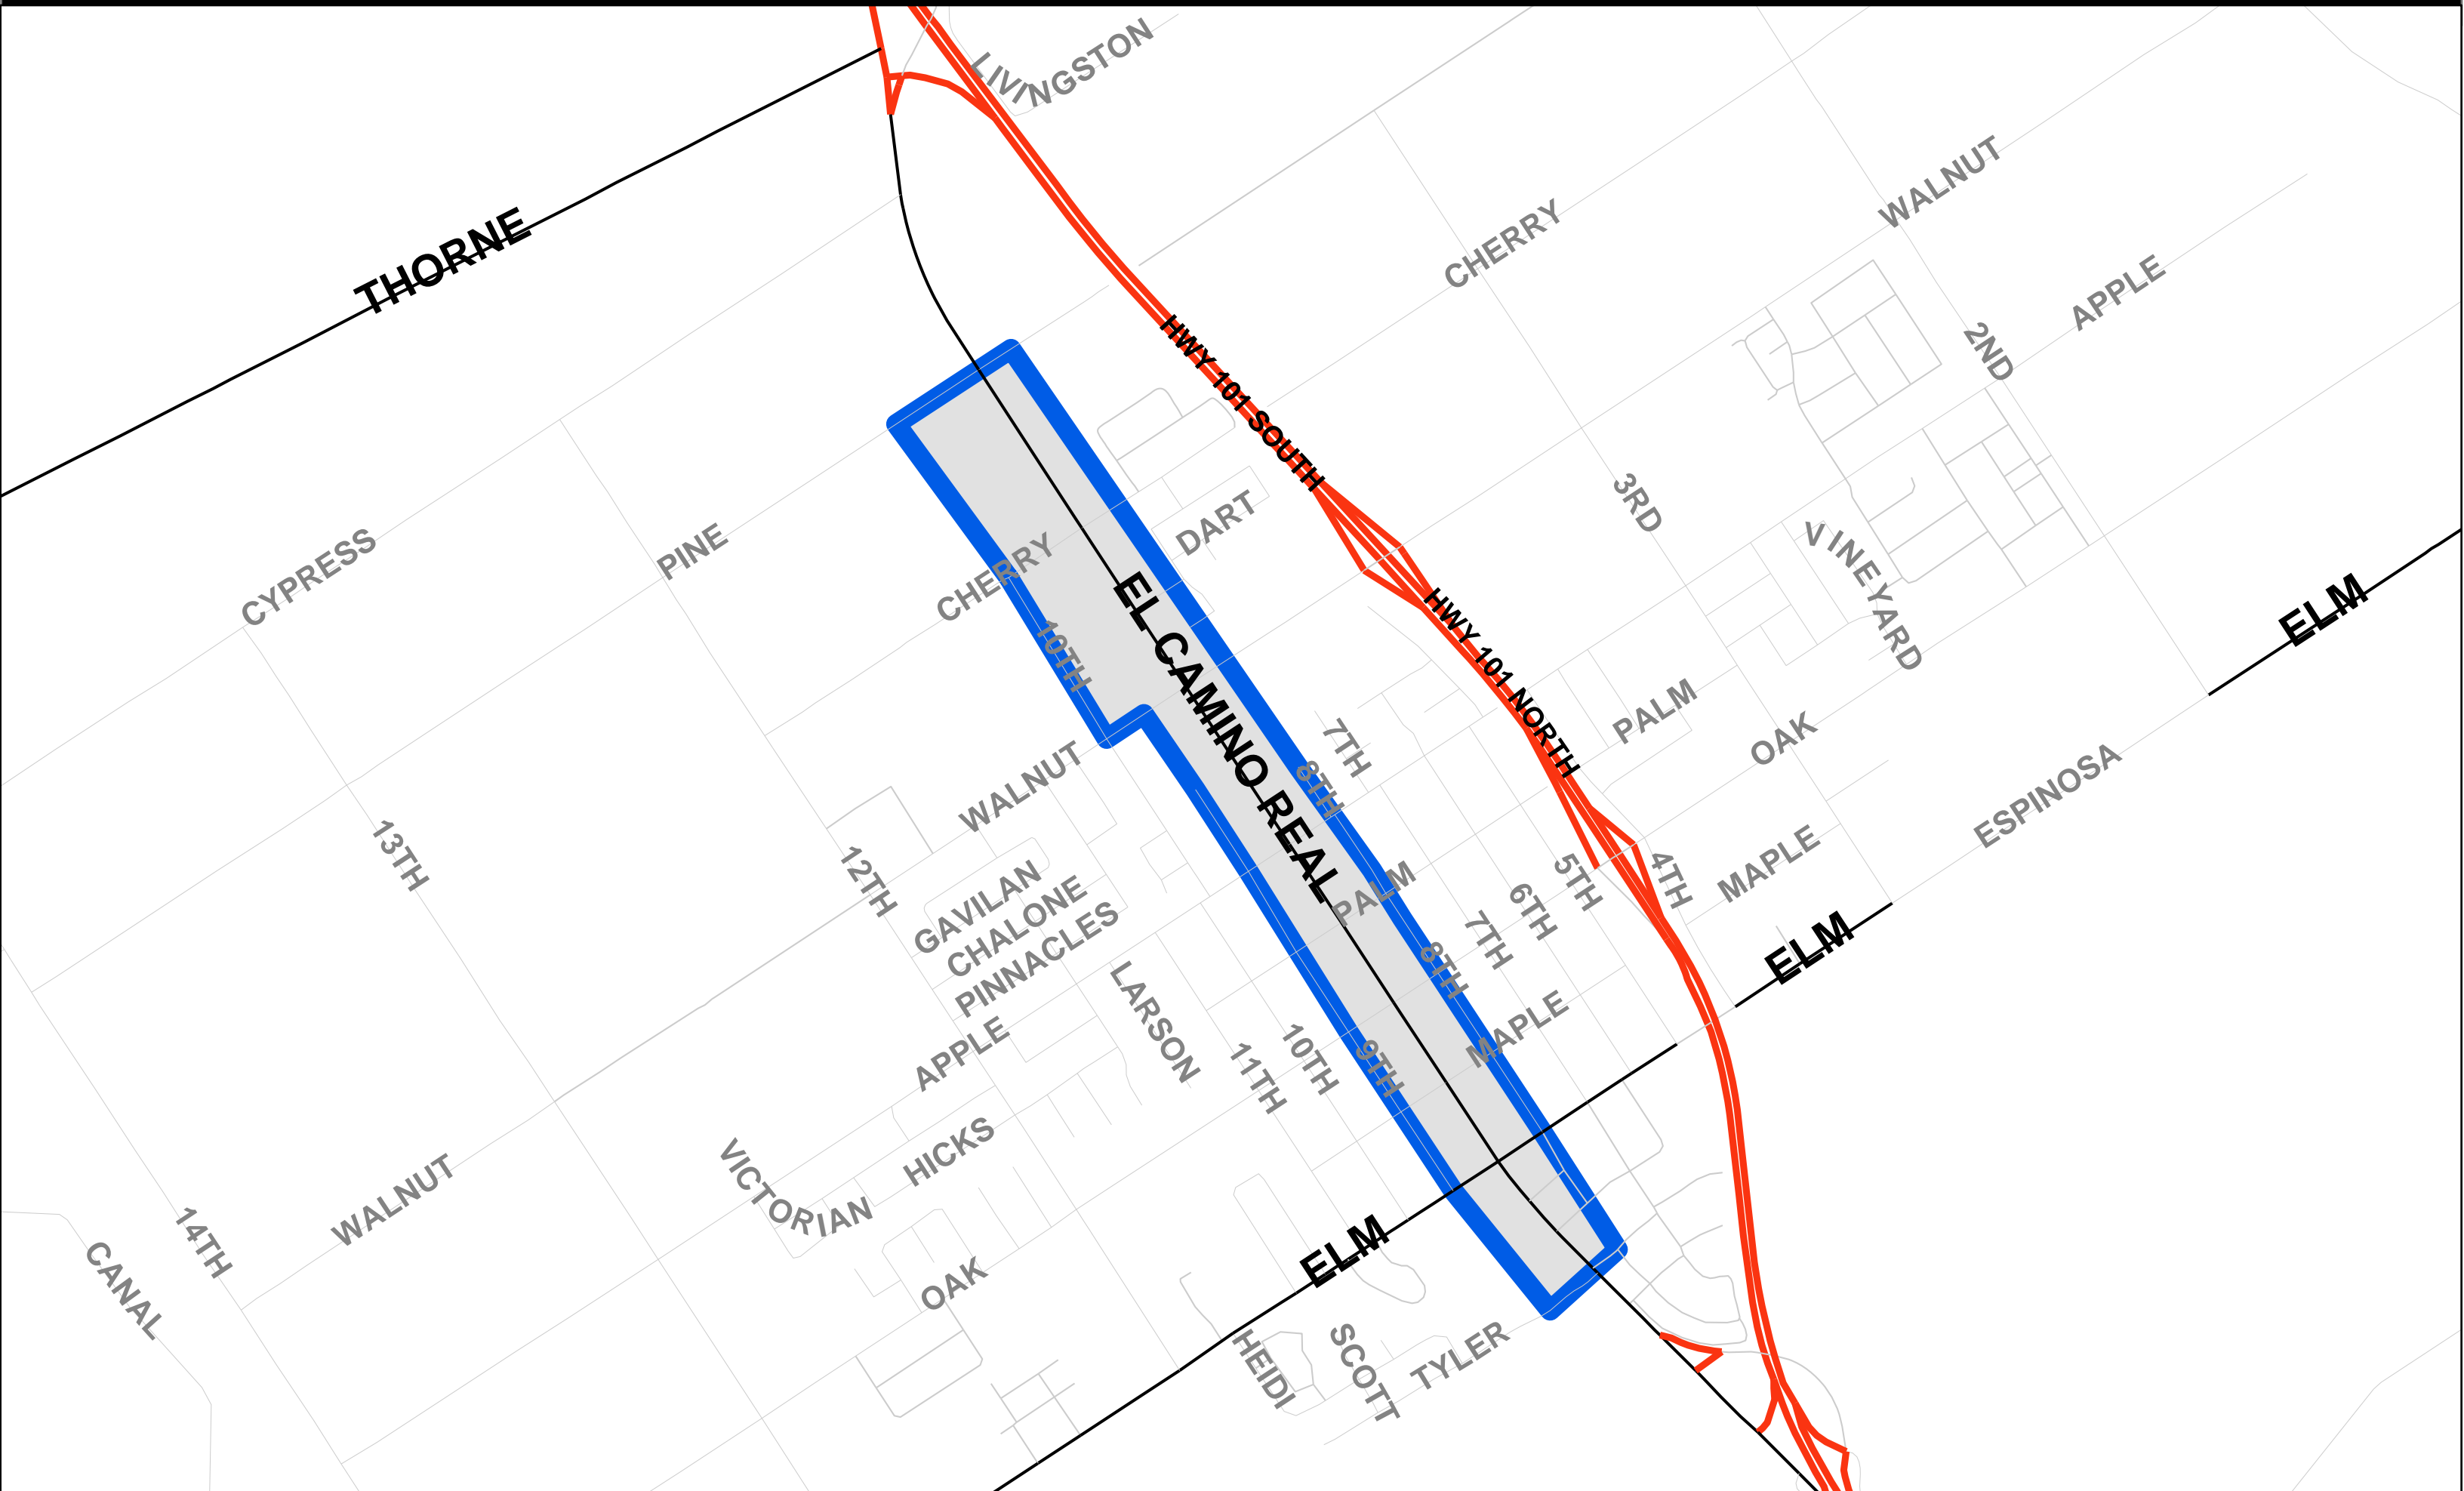 LIVINGSTON
THORNE
WALNUT
CHERRY
APPLE
HWY 101 SOUTH
2ND
CYPRESS
PINE
CHERRY
DART
3RD
VINEYARD
10TH
EL CAMINO REAL
HWY 101 NORTH
ELM
PALM
OAK
7TH
8TH
ESPINOSA
WALNUT
13TH
12TH
GAVILAN
CHALONE
PINNACLES
PALM
5TH
4TH
MAPLE
6TH
7TH
8TH
ELM
LARSON
APPLE
11TH
10TH
9TH
MAPLE
HICKS
VICTORIAN
WALNUT
14TH
CANAL
OAK
ELM
HEIDI
SCOTT
TYLER